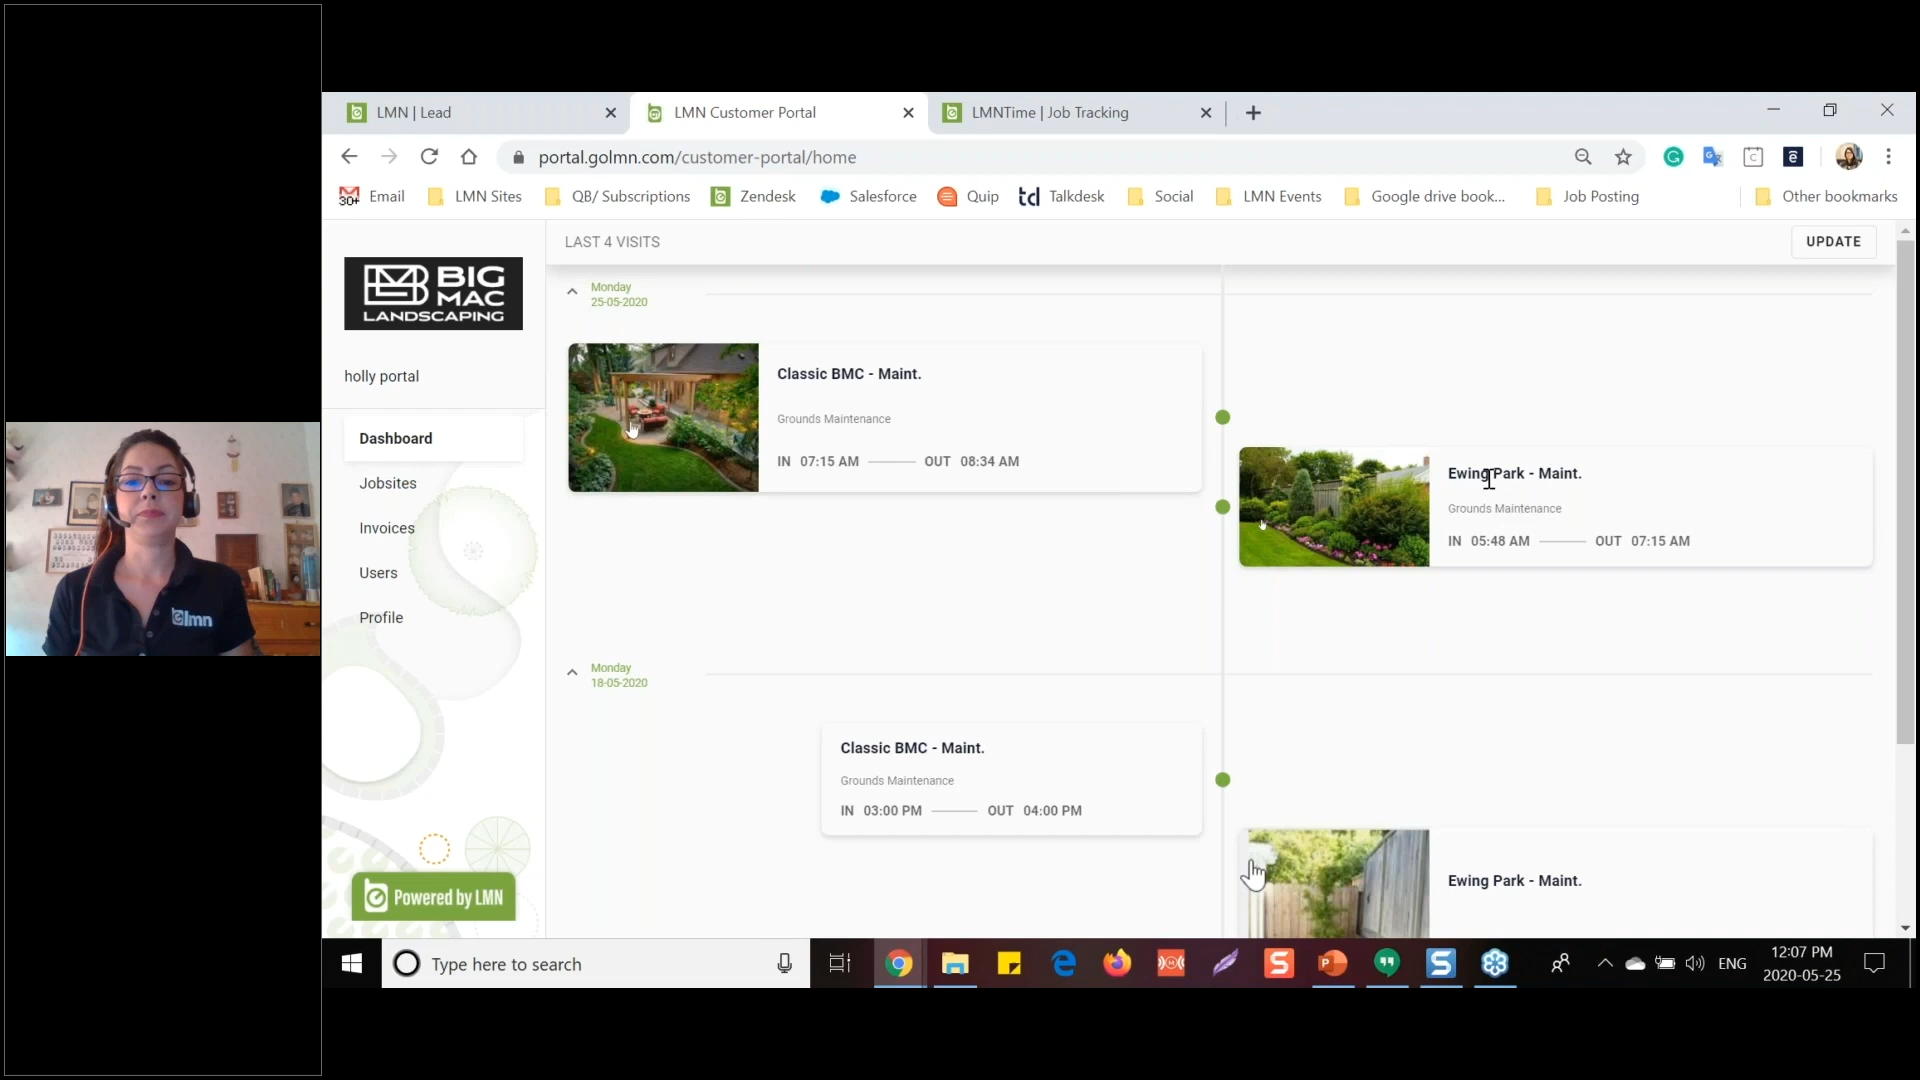 LMN | Lead
LMN Customer Portal
LMNTime | Job Tracking
portal.golmn.com/customer-portal/home
30+ Email
LMN Sites
QB/ Subscriptions
Zendesk
Salesforce
Quip
td Talkdesk
Social
LMN Events
Google drive book...
Job Posting
Other bookmarks
BIG
MAC
LANDSCAPING
holly portal
Dashboard
Jobsites
Invoices
Users
Profile
Powered by LMN
LAST 4 VISITS
UPDATE
Monday
25-05-2020
Classic BMC - Maint.
Grounds Maintenance
IN 07:15 AM OUT 08:34 AM
Ewing Park - Maint.
Grounds Maintenance
IN 05:48 AM OUT 07:15 AM
Monday
18-05-2020
Classic BMC - Maint.
Grounds Maintenance
IN 03:00 PM OUT 04:00 PM
Ewing Park - Maint.
lmn
Type here to search
ENG
12:07 PM
2020-05-25